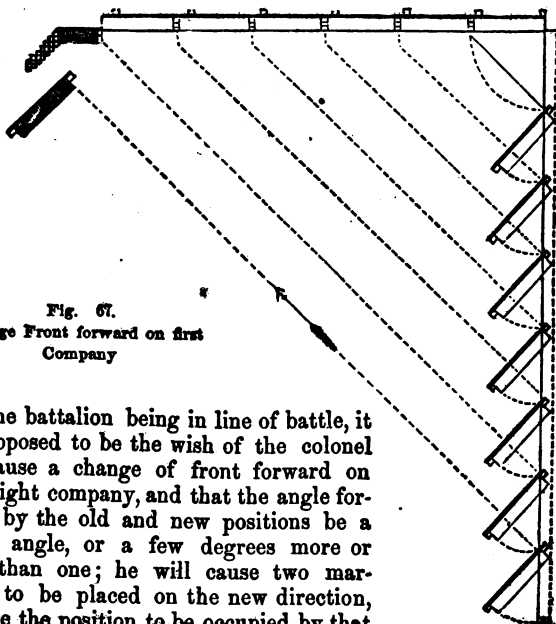 Fig. 67.
ge Front forward on first
Company
ne battalion being in line of battle, it
pposed to be the wish of the colonel
ause a change of front forward on
ight company, and that the angle for-
by the old and new positions be a
angle, or a few degrees more or
than one; he will cause two mar-
to be placed on the new direction,
e the position to be occupied by that